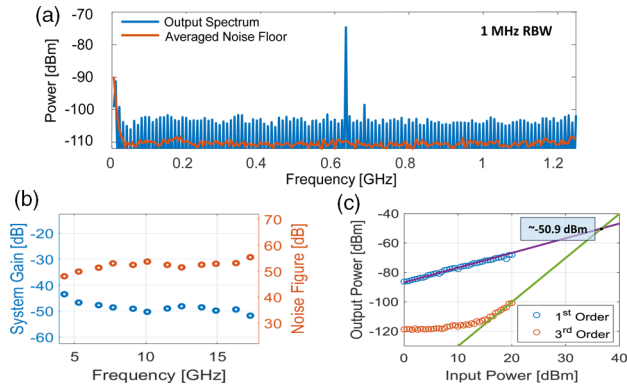 (a)
-70
-80
-90
-100
-110
Power [dBm]
Output Spectrum
Averaged Noise Floor
1 MHz RBW
0 0.2 0.4 0.6 0.8 1 1.2
Frequency [GHz]
(b)
System Gain [dB]
-20
-30
-40
-50
-60
70
60
50
40
30
Noise Figure [dB]
5 10 15
Frequency [GHz]
(c)
Output Power [dBm]
-40
-60
-80
-100
-120
~-50.9 dBm
1st Order
3rd Order
0 10 20 30 40
Input Power [dBm]